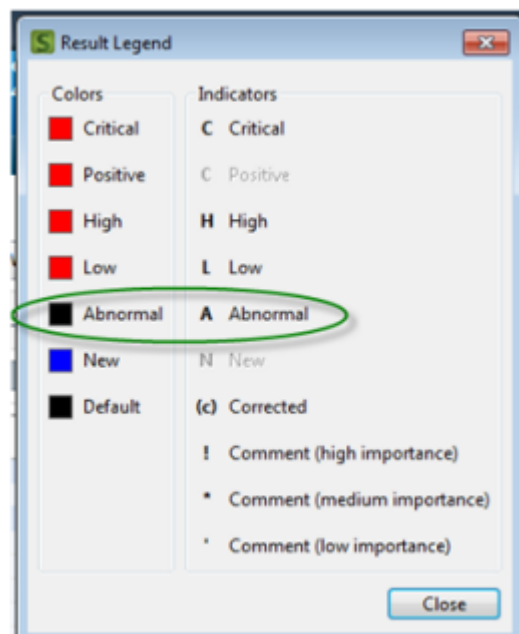 S Result Legend
Colors
Critical
Positive
High
Low
Abnormal
New
Default
Indicators
C Critical
C Positive
H High
L Low
A Abnormal
N New
(c) Corrected
! Comment (high importance)
* Comment (medium importance)
' Comment (low importance)
Close